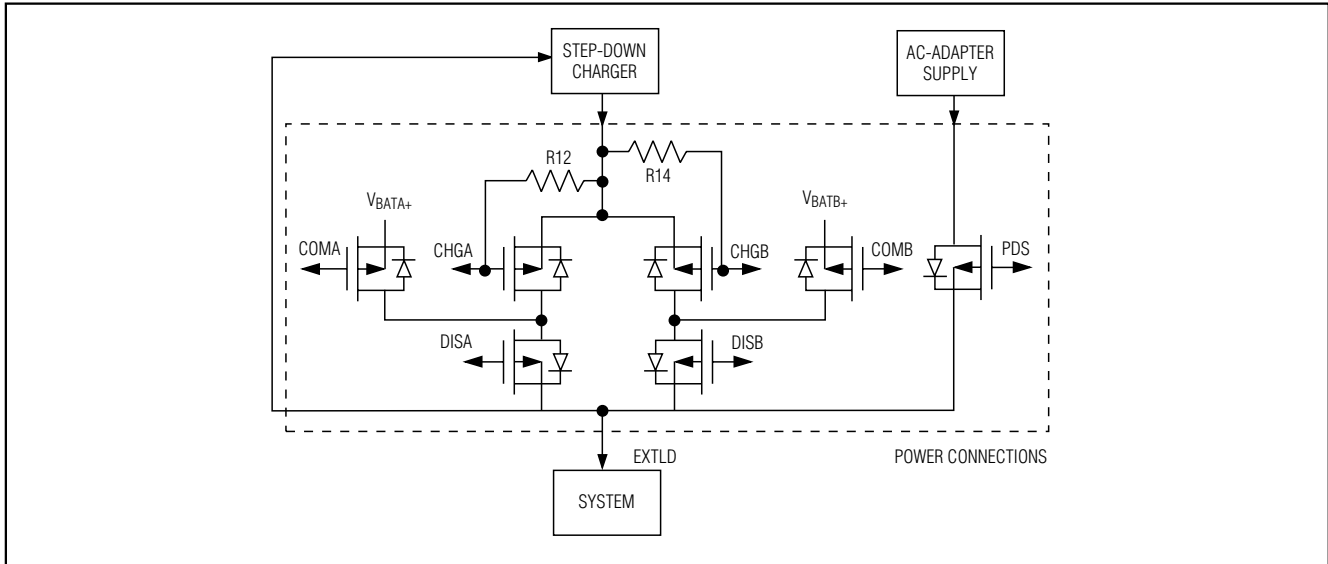 STEP-DOWN
CHARGER
AC-ADAPTER
SUPPLY
R12
R14
VBATA+
VBATB+
COMA
CHGA
CHGB
COMB
PDS
DISA
DISB
EXTLD
POWER CONNECTIONS
SYSTEM